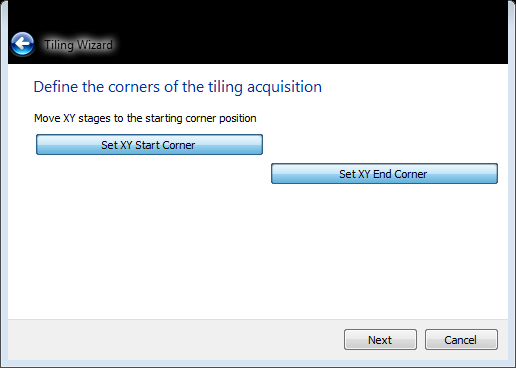 Tiling Wizard
Define the corners of the tiling acquisition
Move XY stages to the starting corner position
Set XY Start Corner
Set XY End Corner
Next
Cancel